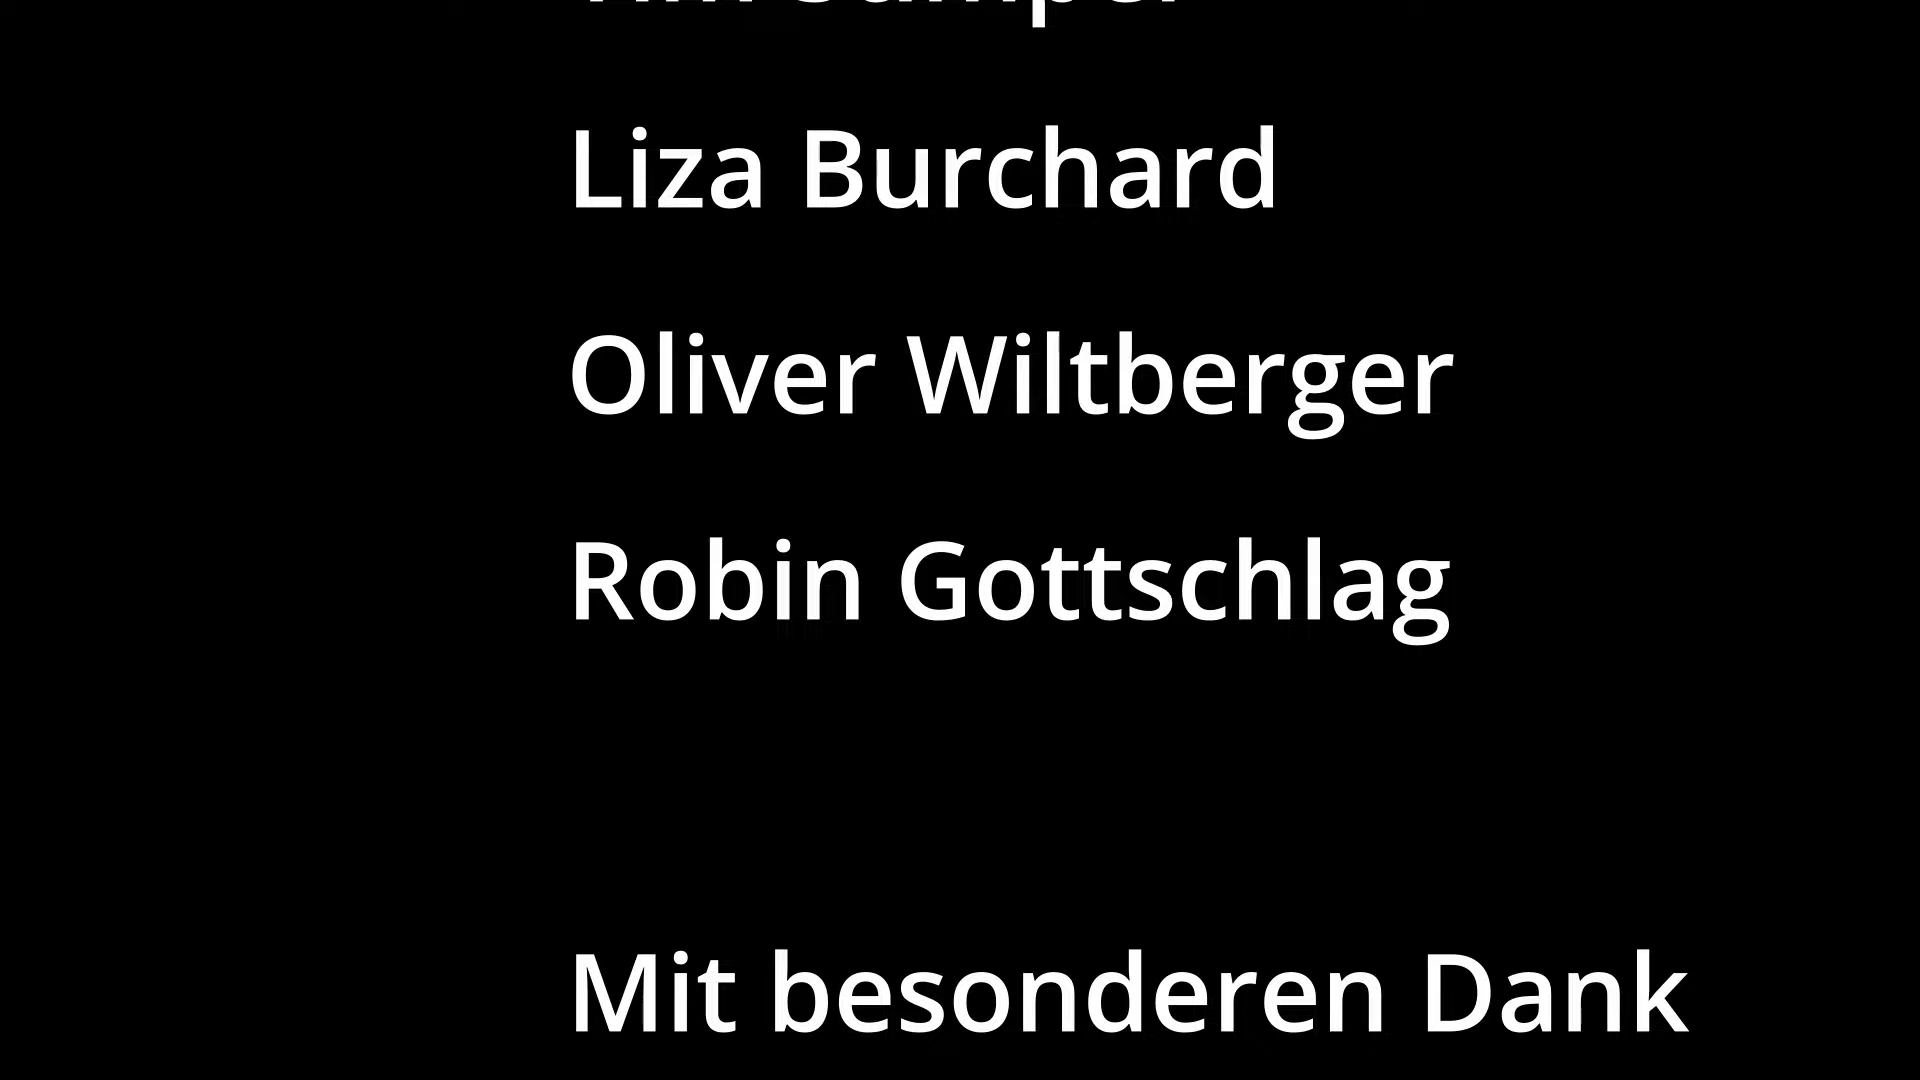 Liza Burchard
Oliver Wiltberger
Robin Gottschlag
Mit besonderen Dank